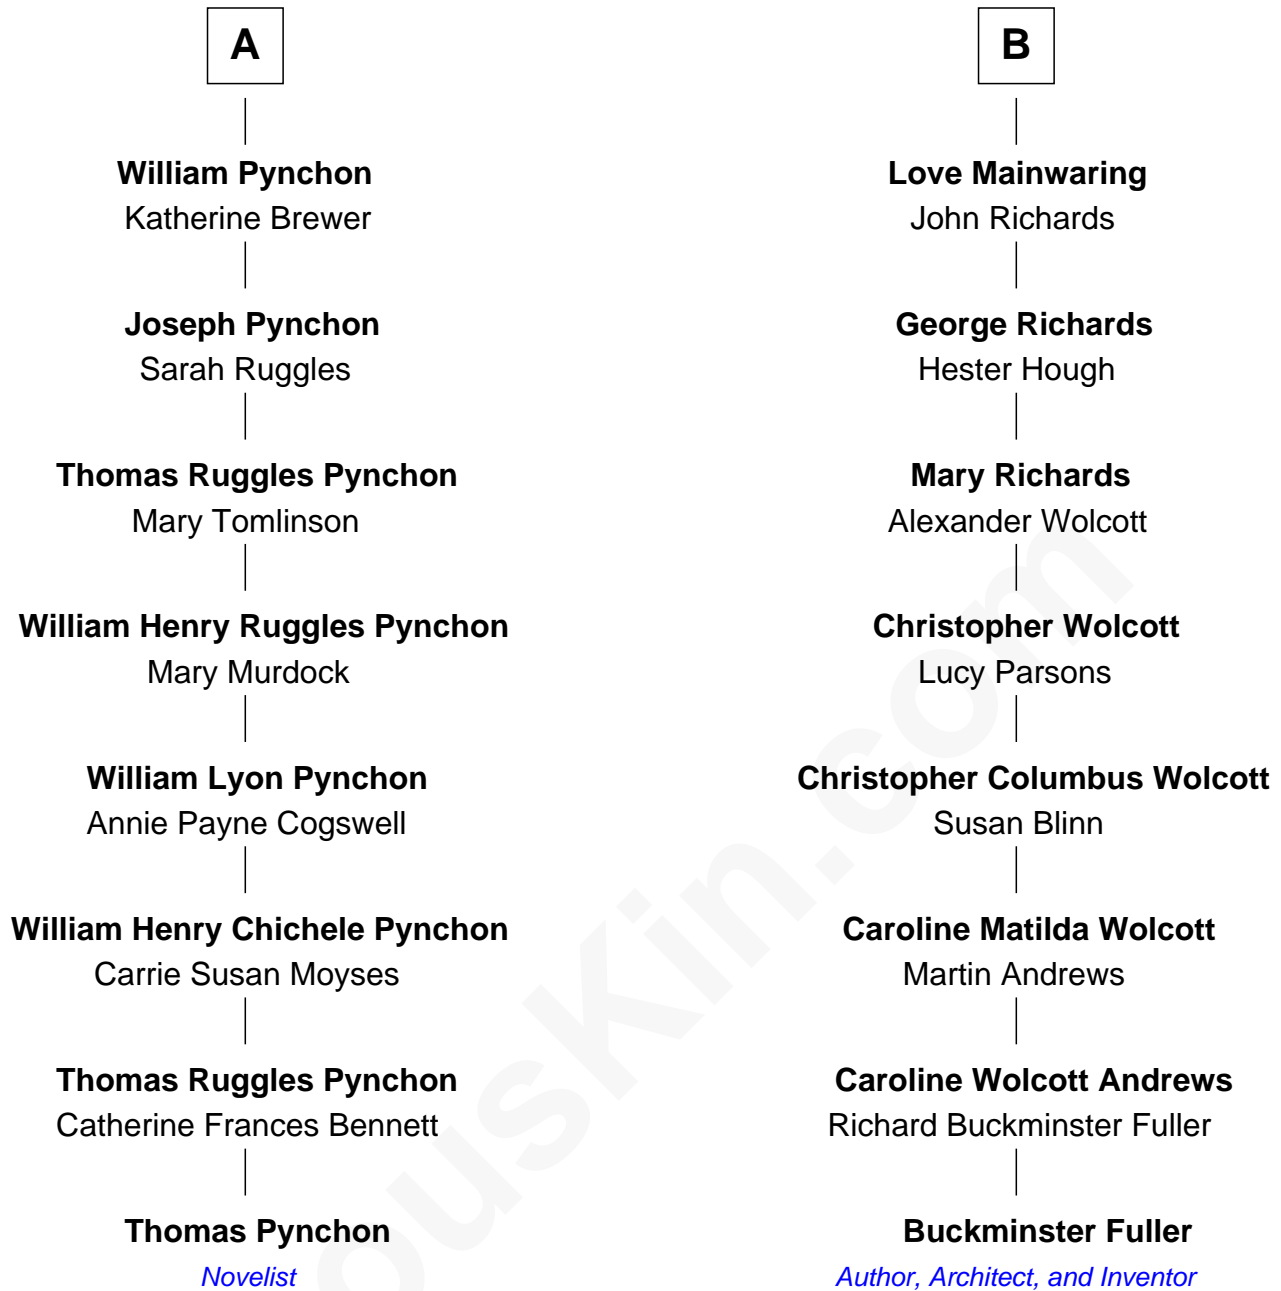 A
William Pynchon
Katherine Brewer
Joseph Pynchon
Sarah Ruggles
Thomas Ruggles Pynchon
Mary Tomlinson
William Henry Ruggles Pynchon
Mary Murdock
William Lyon Pynchon
Annie Payne Cogswell
William Henry Chichele Pynchon
Carrie Susan Moyses
Thomas Ruggles Pynchon
Catherine Frances Bennett
Thomas Pynchon
Novelist
B
Love Mainwaring
John Richards
George Richards
Hester Hough
Mary Richards
Alexander Wolcott
Christopher Wolcott
Lucy Parsons
Christopher Columbus Wolcott
Susan Blinn
Caroline Matilda Wolcott
Martin Andrews
Caroline Wolcott Andrews
Richard Buckminster Fuller
Buckminster Fuller
Author, Architect, and Inventor
ousKin.com